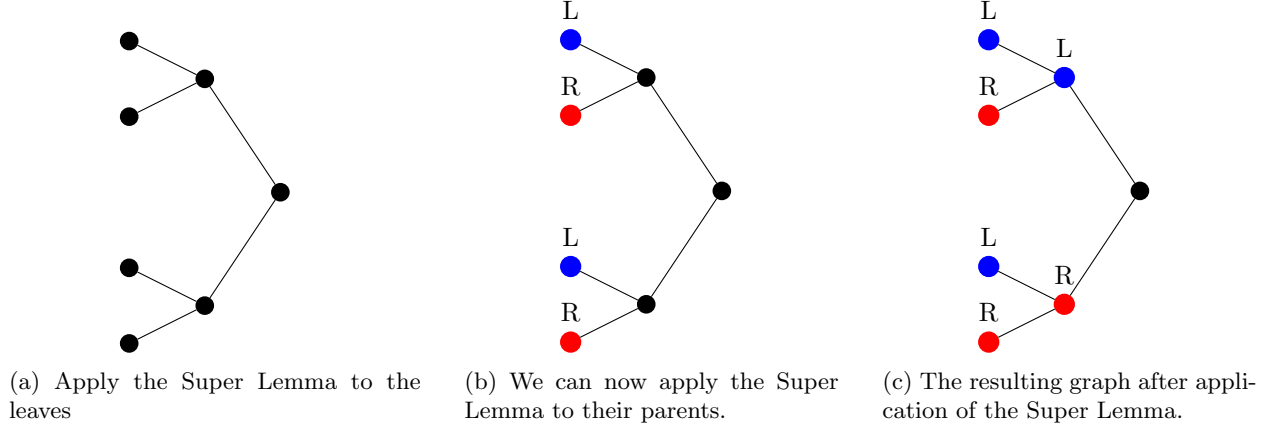 L
R
L
R
(a) Apply the Super Lemma to the
leaves
L
R
L
R
(b) We can now apply the Super
Lemma to their parents.
L
L
R
L
R
R
(c) The resulting graph after appli-
cation of the Super Lemma.